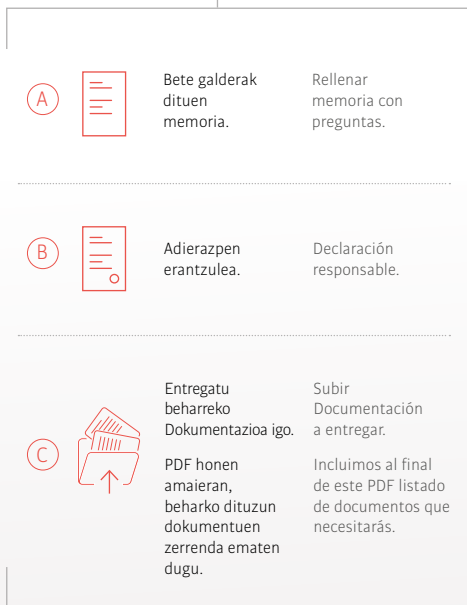 A
Bete galderak
dituen
memoria.
Rellenar
memoria con
preguntas.
B
Adierazpen
erantzulea.
Declaración
responsable.
C
Entregatu
beharreko
Dokumentazioa igo.
PDF honen
amaieran,
beharko dituzun
dokumentuen
zerrenda ematen
dugu.
Subir
Documentación
a entregar.
Incluimos al final
de este PDF listado
de documentos que
necesitarás.